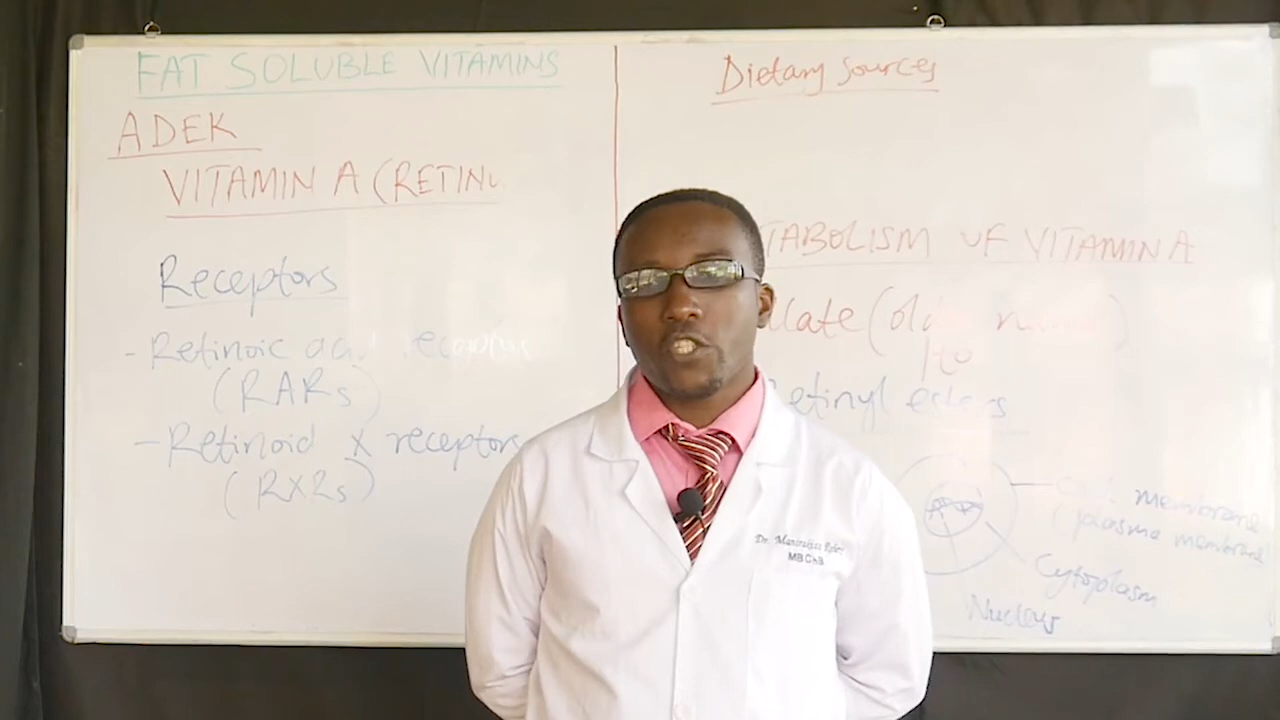 FAT SOLUBLE VITAMINS
ADEK
VITAMIN A (RETIN
Receptors
- Retinoic
(RARs)
- Retinoid X receptors
(RXRs)
Dietary sources
TABOLISM OF VITAMIN A
late (old
etinyl esters
membrane
(plasma membrane
Cytoplasm
Nucleus
Dr.
MBChB